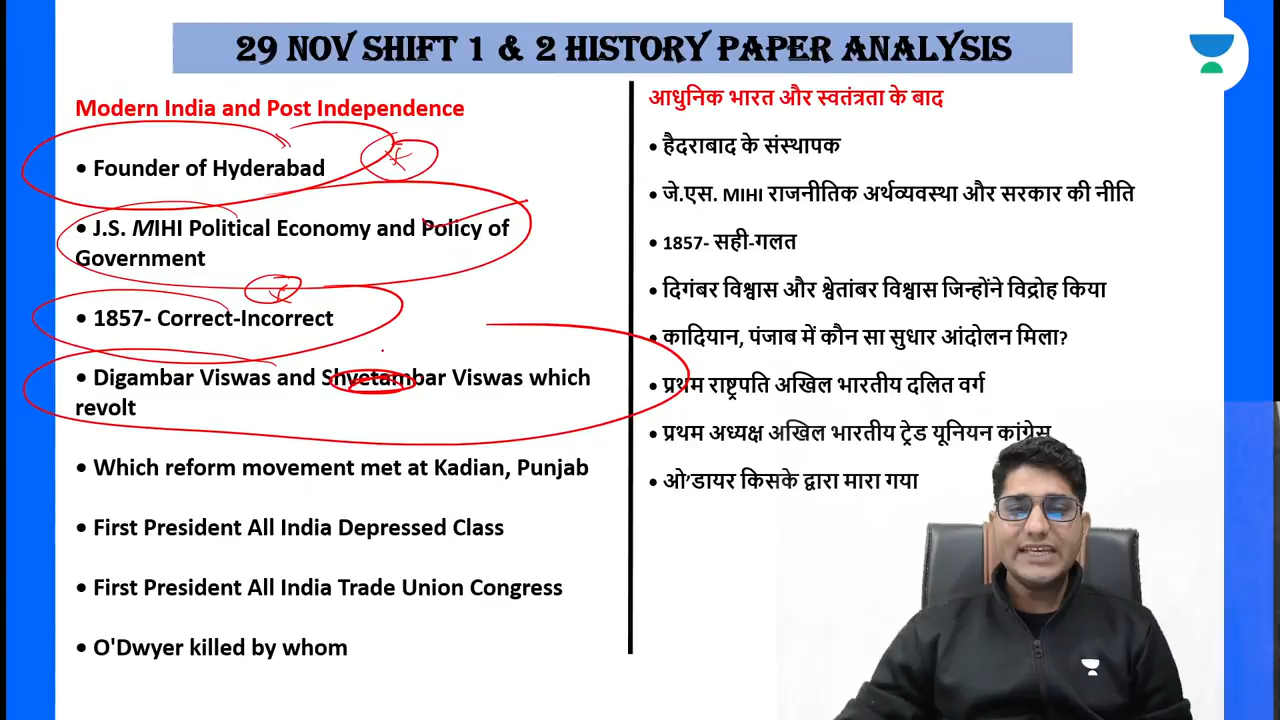 29 NOV SHIFT 1 & 2 HISTORY PAPER ANALYSIS
Modern India and Post Independence
• Founder of Hyderabad
• J.S. MIHI Political Economy and Policy of
Government
• 1857- Correct-Incorrect
• Digambar Viswas and Shyetambar Viswas which
revolt
• Which reform movement met at Kadian, Punjab
• First President All India Depressed Class
• First President All India Trade Union Congress
• O'Dwyer killed by whom
आधुनिक भारत और स्वतंत्रता के बाद
• हैदराबाद के संस्थापक
• जे.एस. MIHI राजनीतिक अर्थव्यवस्था और सरकार की नीति
• 1857- सही-गलत
• दिगंबर विश्वास और श्वेतांबर विश्वास जिन्होंने विद्रोह किया
• कादियान, पंजाब में कौन सा सुधार आंदोलन मिला?
• प्रथम राष्ट्रपति अखिल भारतीय दलित वर्ग
• प्रथम अध्यक्ष अखिल भारतीय ट्रेड यूनियन कांग्रेस
• ओ’डायर किसके द्वारा मारा गया